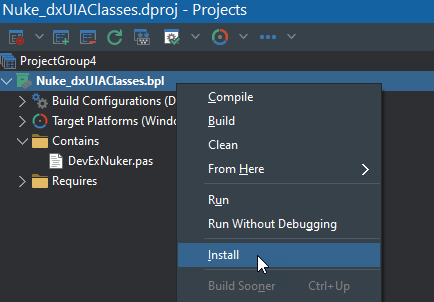 Nuke_dxUIAClasses.dproj - Projects
ProjectGroup4
Nuke_dxUIAClasses.bpl
Build Configurations (D
Target Platforms (Windo
Contains
DevExNuker.pas
Requires
Compile
Build
Clean
From Here
Run
Run Without Debugging
Install
Build Sooner Ctrl+Up